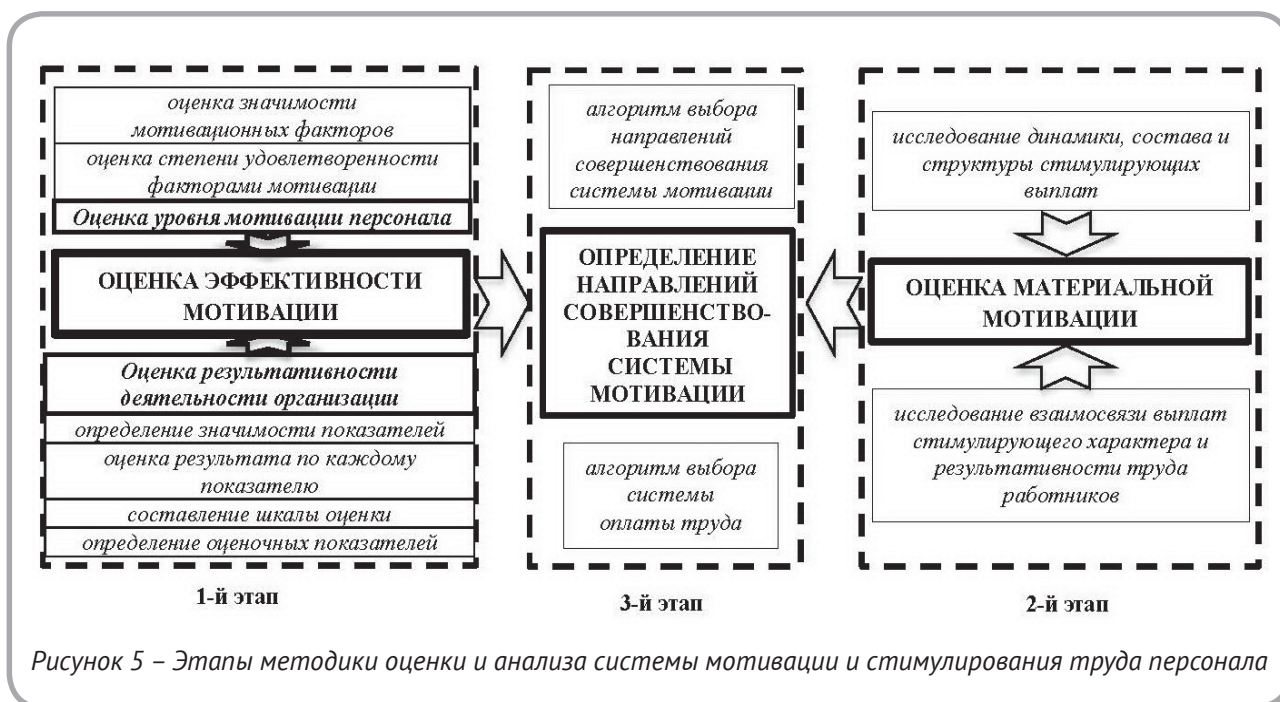 оценка значимости
мотивационных факторов
оценка степени удовлетворенности
факторами мотивации
Оценка уровня мотивации персонала
ОЦЕНКА ЭФФЕКТИВНОСТИ
МОТИВАЦИИ
Оценка результативности
деятельности организации
определение значимости показателей
оценка результата по каждому
показателю
составление шкалы оценки
определение оценочных показателей
1-й этап
алгоритм выбора
направлений
совершенствования
системы мотивации
ОПРЕДЕЛЕНИЕ
НАПРАВЛЕНИЙ
СОВЕРШЕНСТВО-
ВАНИЯ
СИСТЕМЫ
МОТИВАЦИИ
алгоритм выбора
системы
оплаты труда
3-й этап
исследование динамики, состава и
структуры стимулирующих
выплат
ОЦЕНКА МАТЕРИАЛЬНОЙ
МОТИВАЦИИ
исследование взаимосвязи выплат
стимулирующего характера и
результативности труда
работников
2-й этап
Рисунок 5 – Этапы методики оценки и анализа системы мотивации и стимулирования труда персонала